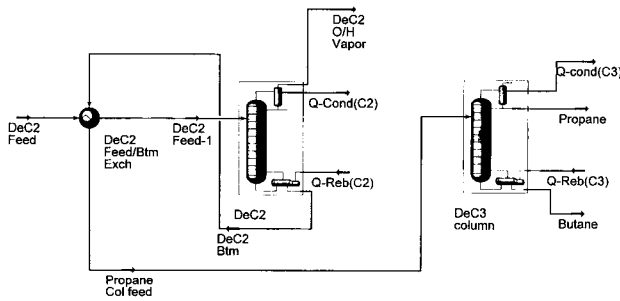 DeC2
O/H
Vapor
Q-Cond(C2)
Q-cond(C3)
Propane
DeC2
Feed
DeC2
Feed/Btm
Exch
DeC2
Feed-1
Q-Reb(C2)
Q-Reb(C3)
DeC2
DeC2
Btm
DeC3
column
Butane
Propane
Col feed